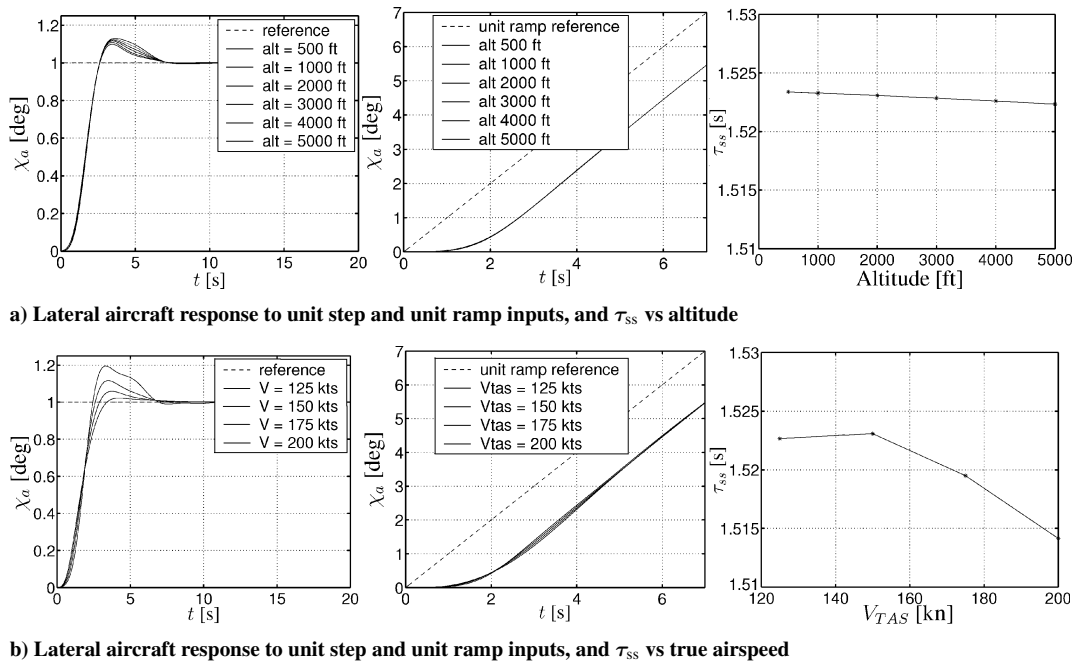 1.2
1
0.8
0.6
0.4
0.2
0
0
5
10
15
20
χa [deg]
t [s]
reference
alt = 500 ft
alt = 1000 ft
alt = 2000 ft
alt = 3000 ft
alt = 4000 ft
alt = 5000 ft
7
6
5
4
3
2
1
0
0
2
4
6
χa [deg]
t [s]
unit ramp reference
alt 500 ft
alt 1000 ft
alt 2000 ft
alt 3000 ft
alt 4000 ft
alt 5000 ft
1.53
1.525
1.52
1.515
1.51
0
1000
2000
3000
4000
5000
τss [s]
Altitude [ft]
a) Lateral aircraft response to unit step and unit ramp inputs, and τss vs altitude
1.2
1
0.8
0.6
0.4
0.2
0
0
5
10
15
20
χa [deg]
t [s]
reference
V = 125 kts
V = 150 kts
V = 175 kts
V = 200 kts
7
6
5
4
3
2
1
0
0
2
4
6
χa [deg]
t [s]
unit ramp reference
Vtas = 125
Vtas = 150
Vtas = 175
Vtas = 200
1.53
1.525
1.52
1.515
1.51
120
140
160
180
200
τss [s]
VTAS [kn]
b) Lateral aircraft response to unit step and unit ramp inputs, and τss vs true airspeed